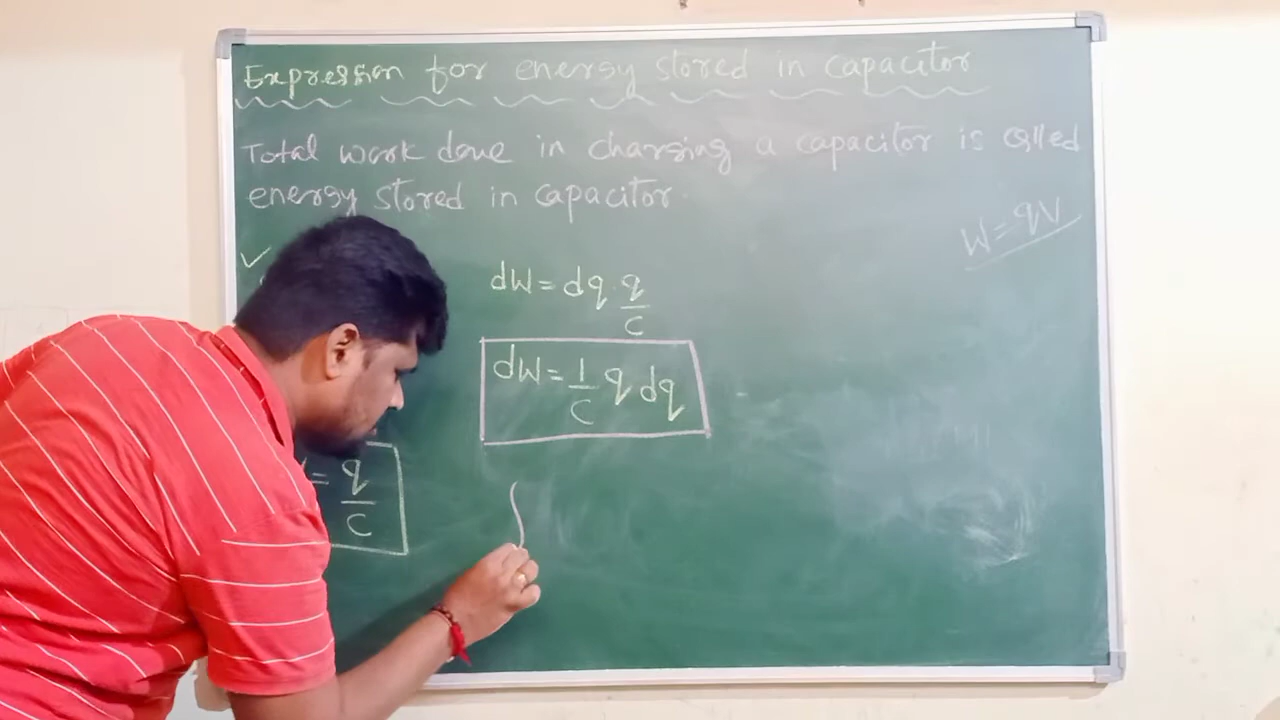 Expression for energy stored in capacitor
Total work done in charging a capacitor is called
energy stored in capacitor.
W = qV
✓
dW = dq q/C
dW = 1/C q dq
= q/C